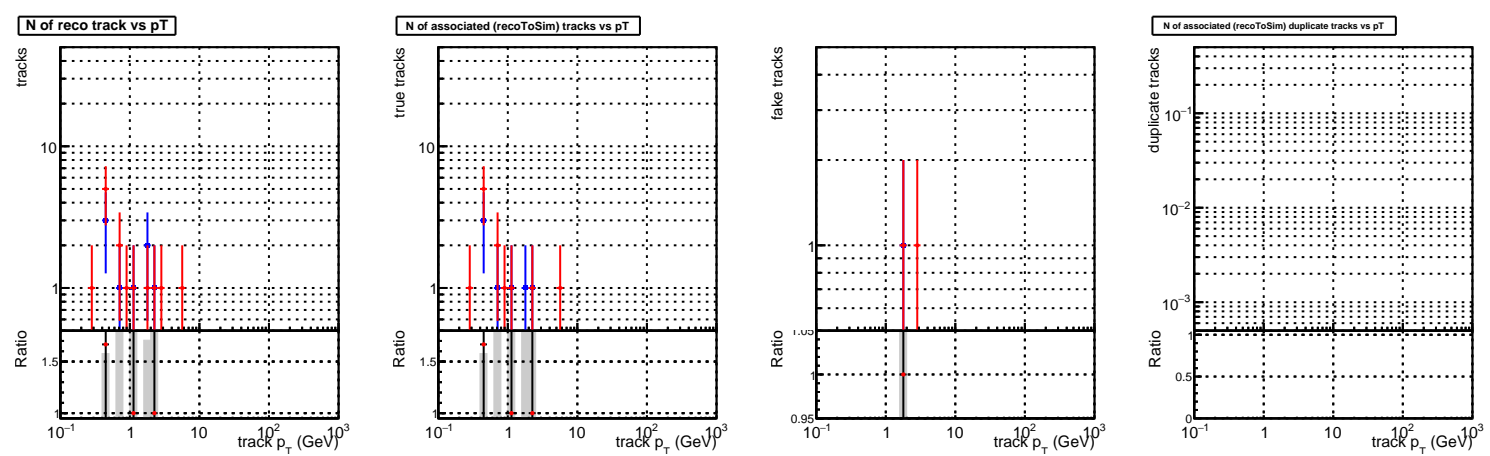 N of reco track vs pT
tracks
10
1
Ratio
1.5
1
10⁻¹ 1 10 10² 10³
track p_T (GeV)
N of associated (recoToSim) tracks vs pT
true tracks
10
1
Ratio
1.5
1
10⁻¹ 1 10 10² 10³
track p_T (GeV)
fake tracks
1
Ratio
1.05
1
0.95
10⁻¹ 1 10 10² 10³
track p_T (GeV)
N of associated (recoToSim) duplicate tracks vs pT
duplicate tracks
10⁻¹
10⁻²
10⁻³
Ratio
1
0.5
0
10⁻¹ 1 10 10² 10³
track p_T (GeV)